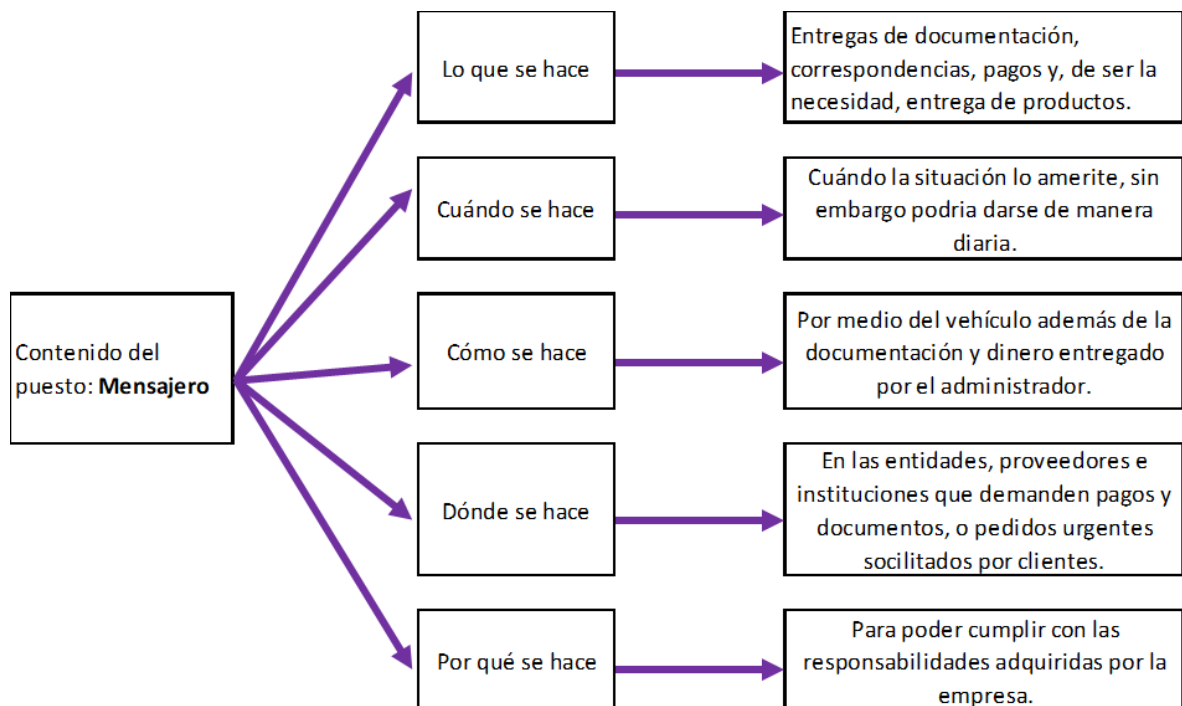 Lo que se hace
Entregas de documentación,
correspondencias, pagos y, de ser la
necesidad, entrega de productos.
Cuándo se hace
Cuándo la situación lo amerite, sin
embargo podria darse de manera
diaria.
Contenido del
puesto: Mensajero
Cómo se hace
Por medio del vehículo además de la
documentación y dinero entregado
por el administrador.
Dónde se hace
En las entidades, proveedores e
instituciones que demanden pagos y
documentos, o pedidos urgentes
socilitados por clientes.
Por qué se hace
Para poder cumplir con las
responsabilidades adquiridas por la
empresa.